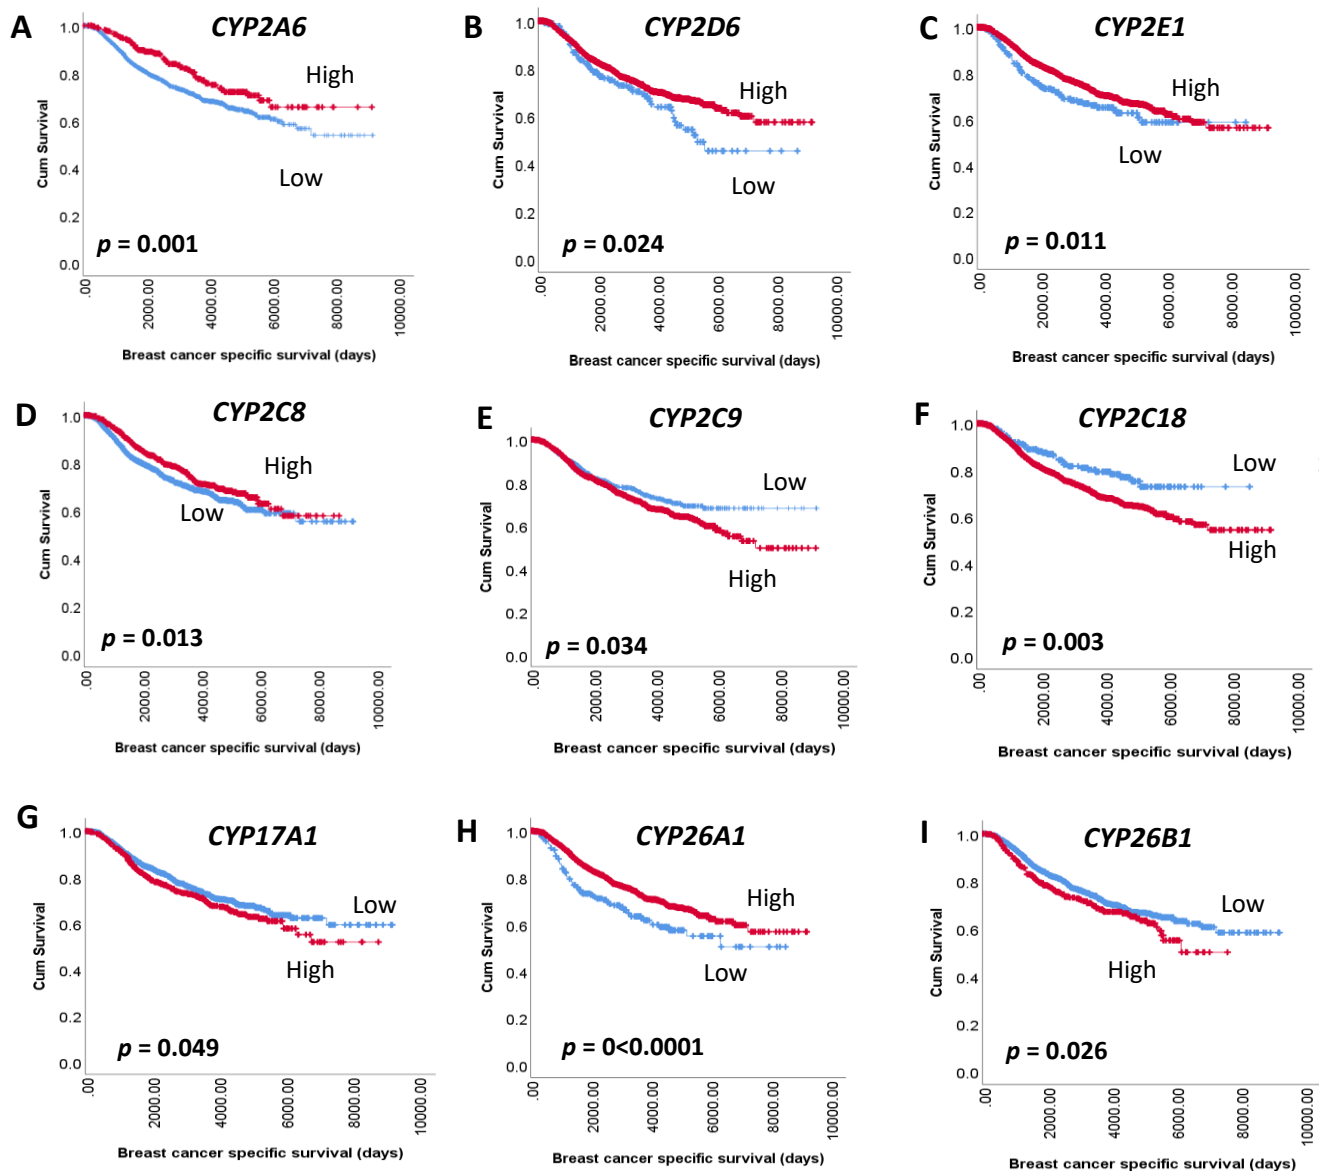 A
CYP2A6
1.0
0.8
0.6
0.4
0.2
0.0
Cum Survival
High
Low
p = 0.001
.00
2000.00
4000.00
6000.00
8000.00
10000.00
Breast cancer specific survival (days)
B
CYP2D6
1.0
0.8
0.6
0.4
0.2
0.0
Cum Survival
High
Low
p = 0.024
.00
2000.00
4000.00
6000.00
8000.00
10000.00
Breast cancer specific survival (days)
C
CYP2E1
1.0
0.8
0.6
0.4
0.2
0.0
Cum Survival
High
Low
p = 0.011
.00
2000.00
4000.00
6000.00
8000.00
10000.00
Breast cancer specific survival (days)
D
CYP2C8
1.0
0.8
0.6
0.4
0.2
0.0
Cum Survival
High
Low
p = 0.013
.00
2000.00
4000.00
6000.00
8000.00
10000.00
Breast cancer specific survival (days)
E
CYP2C9
1.0
0.8
0.6
0.4
0.2
0.0
Cum Survival
Low
High
p = 0.034
.00
2000.00
4000.00
6000.00
8000.00
10000.00
Breast cancer specific survival (days)
F
CYP2C18
1.0
0.8
0.6
0.4
0.2
0.0
Cum Survival
Low
High
p = 0.003
.00
2000.00
4000.00
6000.00
8000.00
10000.00
Breast cancer specific survival (days)
G
CYP17A1
1.0
0.8
0.6
0.4
0.2
0.0
Cum Survival
Low
High
p = 0.049
.00
2000.00
4000.00
6000.00
8000.00
10000.00
Breast cancer specific survival (days)
H
CYP26A1
1.0
0.8
0.6
0.4
0.2
0.0
Cum Survival
High
Low
p = 0<0.0001
.00
2000.00
4000.00
6000.00
8000.00
10000.00
Breast cancer specific survival (days)
I
CYP26B1
1.0
0.8
0.6
0.4
0.2
0.0
Cum Survival
Low
High
p = 0.026
.00
2000.00
4000.00
6000.00
8000.00
10000.00
Breast cancer specific survival (days)